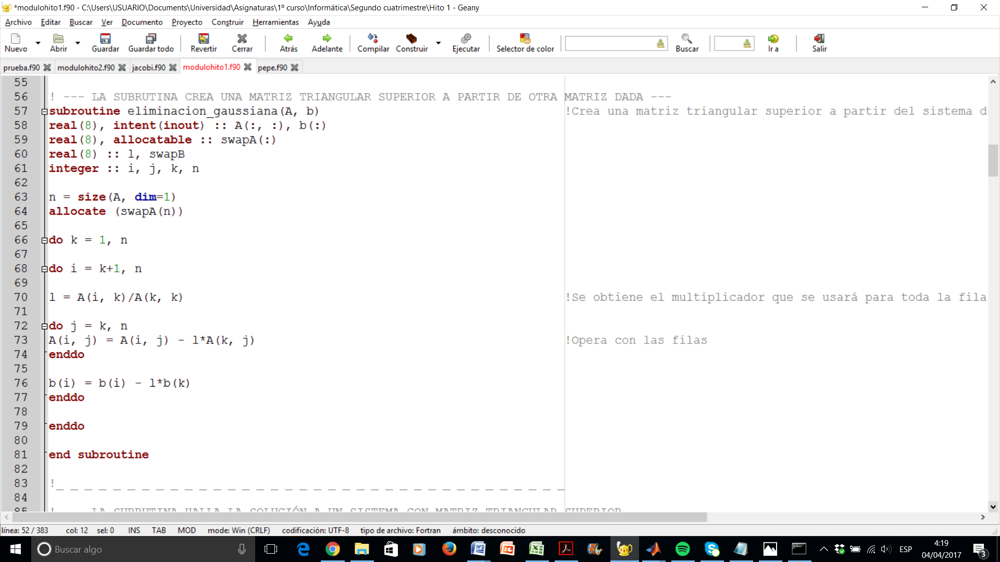 *modulohito1.f90 - C:\Users\USUARIO\Documents\Universidad\Asignaturas\1º curso\Informática\Segundo cuatrimestre\Hito 1 - Geany
Archivo Editar Buscar Ver Documento Proyecto Construir Herramientas Ayuda
Nuevo Abrir Guardar Guardar todo Revertir Cerrar Atrás Adelante Compilar Construir Ejecutar Selector de color Buscar Ir a Salir
prueba.f90 modulohito2.f90 jacobi.f90 modulohito1.f90 pepe.f90
55
56 ! --- LA SUBRUTINA CREA UNA MATRIZ TRIANGULAR SUPERIOR A PARTIR DE OTRA MATRIZ DADA ---
57 subroutine eliminacion_gaussiana(A, b) !Crea una matriz triangular superior a partir del sistema d
58 real(8), intent(inout) :: A(:, :), b(:)
59 real(8), allocatable :: swapA(:)
60 real(8) :: l, swapB
61 integer :: i, j, k, n
62
63 n = size(A, dim=1)
64 allocate (swapA(n))
65
66 do k = 1, n
67
68 do i = k+1, n
69
70 l = A(i, k)/A(k, k) !Se obtiene el multiplicador que se usará para toda la fila
71
72 do j = k, n
73 A(i, j) = A(i, j) - l*A(k, j) !Opera con las filas
74 enddo
75
76 b(i) = b(i) - l*b(k)
77 enddo
78
79 enddo
80
81 end subroutine
82
83 !_ _ _ _ _ _ _ _ _ _ _ _ _ _ _ _ _ _ _ _ _ _ _ _ _ _ _ _ _ _ _ _ _ _ _ _
84
85 ! --- LA SUBRUTINA HALLA LA SOLUCIÓN A UN SISTEMA CON MATRIZ TRIANGULAR SUPERIOR
línea: 52 / 383 col: 12 sel: 0 INS TAB MOD mode: Win (CRLF) codificación: UTF-8 tipo de archivo: Fortran ámbito: desconocido
Buscar algo ESP 4:19
04/04/2017 3